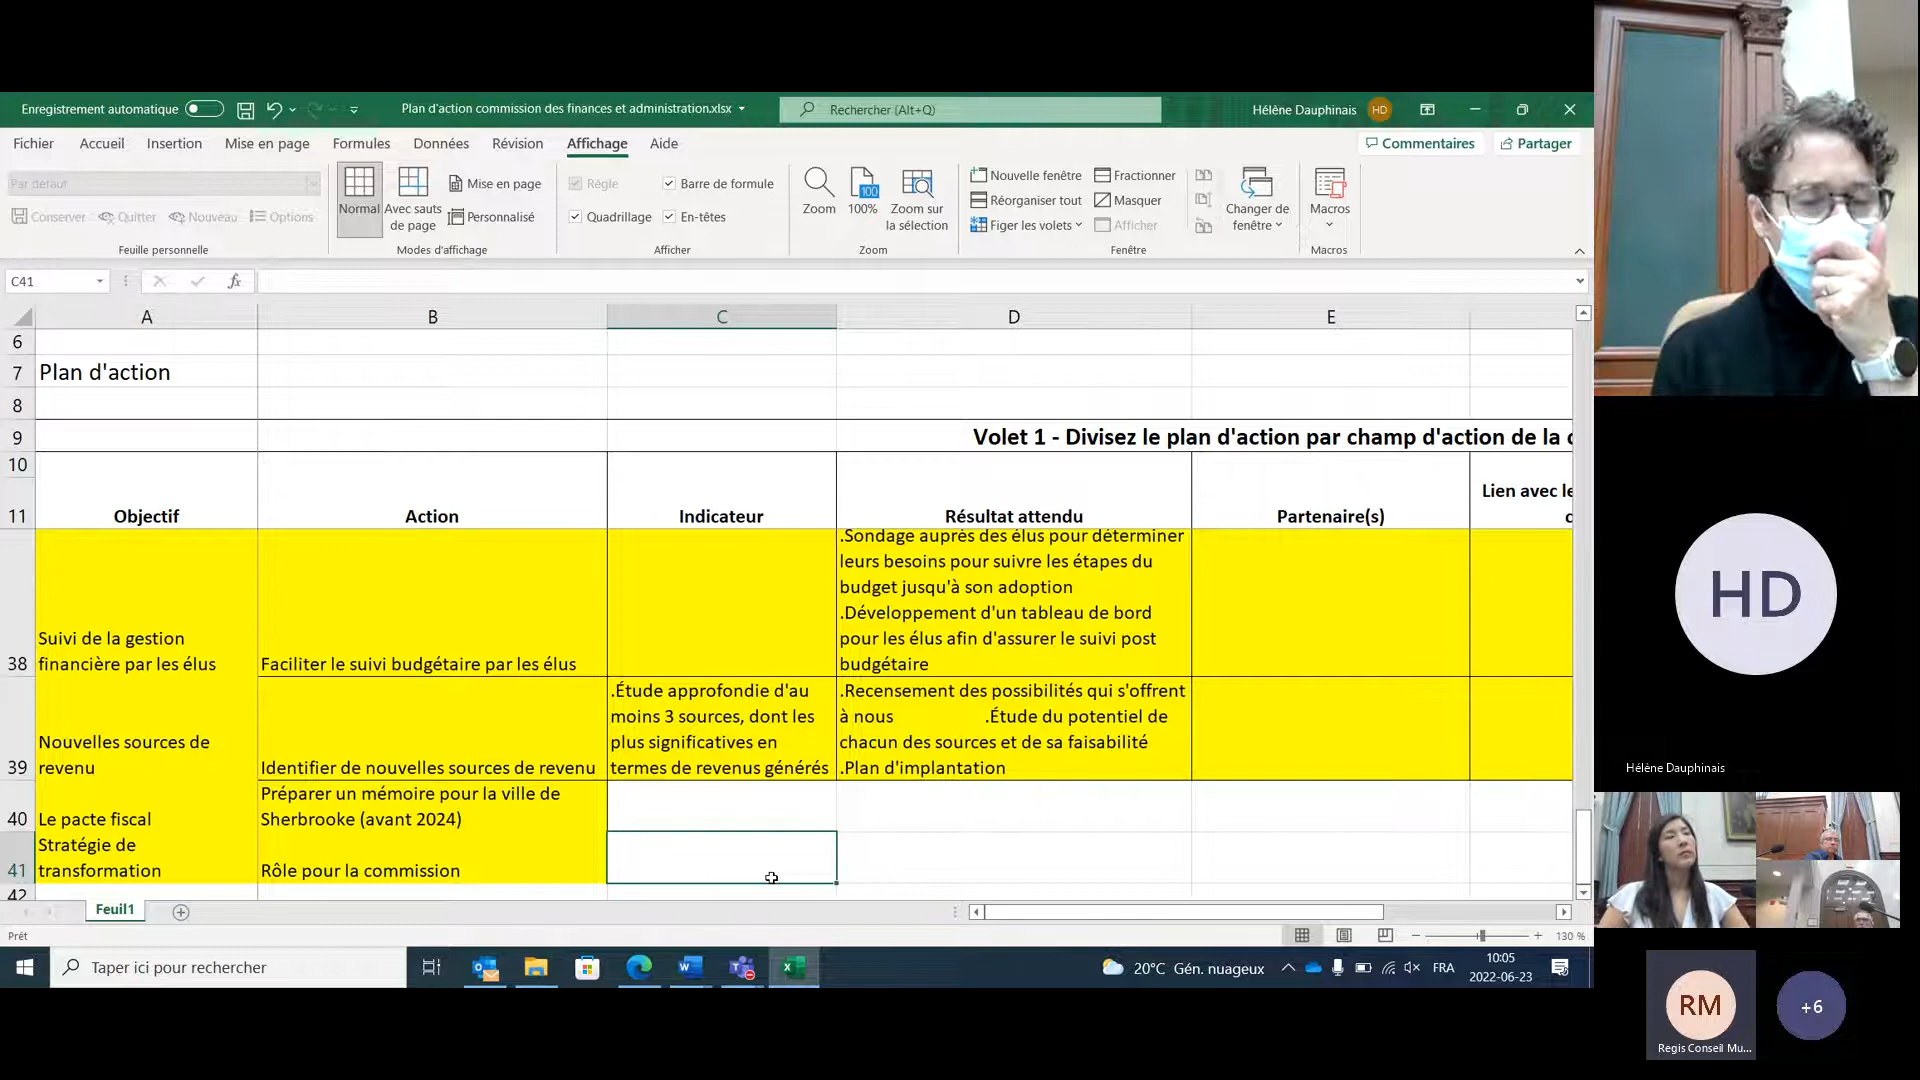 Enregistrement automatique
Plan d'action commission des finances et administration.xlsx
Rechercher (Alt+Q)
Hélène Dauphinais
HD
Fichier Accueil Insertion Mise en page Formules Données Révision Affichage Aide
Commentaires
Partager
Par défaut
Conserver Quitter Nouveau Options
Feuille personnelle
Normal
Avec sauts
de page
Mise en page
Personnalisé
Modes d'affichage
Règle
Barre de formule
Quadrillage
En-têtes
Afficher
Zoom
100
100%
Zoom sur
la sélection
Zoom
Nouvelle fenêtre
Réorganiser tout
Figer les volets
Fractionner
Masquer
Afficher
Changer de
fenêtre
Fenêtre
Macros
Macros
C41
fx
A B C D E
6
7 Plan d'action
8
9 Volet 1 - Divisez le plan d'action par champ d'action de la
10
11
Objectif
Action
Indicateur
Résultat attendu
Partenaire(s)
Lien avec le
38
Suivi de la gestion
financière par les élus
Faciliter le suivi budgétaire par les élus
.Sondage auprès des élus pour déterminer
leurs besoins pour suivre les étapes du
budget jusqu'à son adoption
.Développement d'un tableau de bord
pour les élus afin d'assurer le suivi post
budgétaire
39
Nouvelles sources de
revenu
Identifier de nouvelles sources de revenu
.Étude approfondie d'au
moins 3 sources, dont les
plus significatives en
termes de revenus générés
.Recensement des possibilités qui s'offrent
à nous .Étude du potentiel de
chacun des sources et de sa faisabilité
.Plan d'implantation
40
Le pacte fiscal
Préparer un mémoire pour la ville de
Sherbrooke (avant 2024)
41
Stratégie de
transformation
Rôle pour la commission
42
Feuil1
Prêt
130 %
Taper ici pour rechercher
20°C Gén. nuageux
FRA
10:05
2022-06-23
HD
Hélène Dauphinais
RM
Regis Conseil Mu...
+6